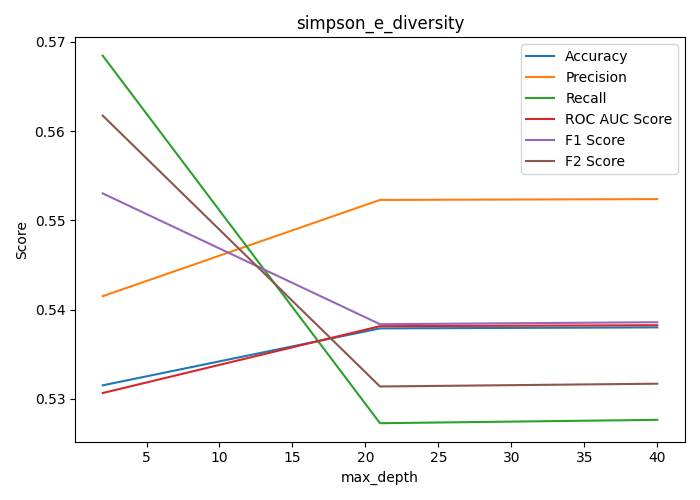 simpson_e_diversity
0.57
0.56
0.55
0.54
0.53
Score
Accuracy
Precision
Recall
ROC AUC Score
F1 Score
F2 Score
5 10 15 20 25 30 35 40
max_depth